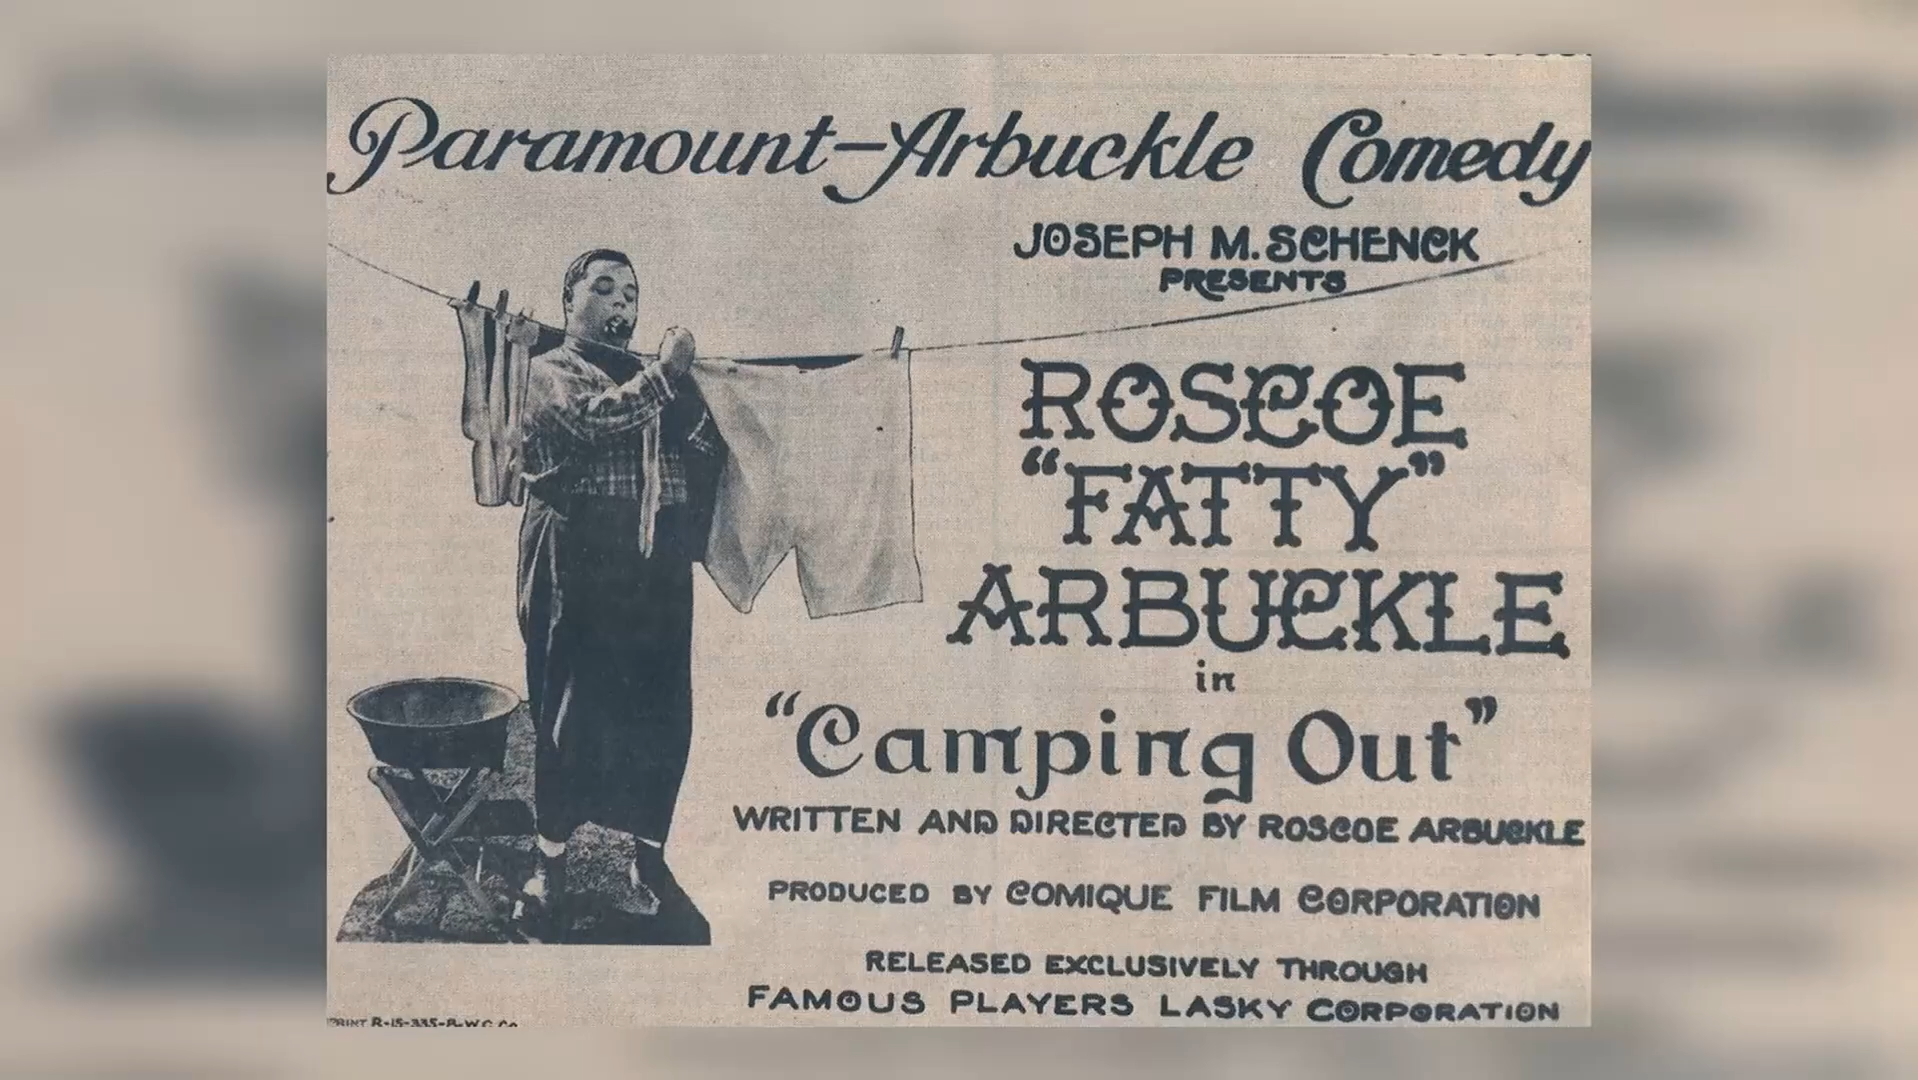 Paramount-Arbuckle Comedy
JOSEPH M. SCHENCK
PRESENTS
ROSCOE
"FATTY"
ARBUCKLE
in
"Camping Out"
WRITTEN AND DIRECTED BY ROSCOE ARBUCKLE
PRODUCED BY COMIQUE FILM CORPORATION
RELEASED EXCLUSIVELY THROUGH
FAMOUS PLAYERS LASKY CORPORATION